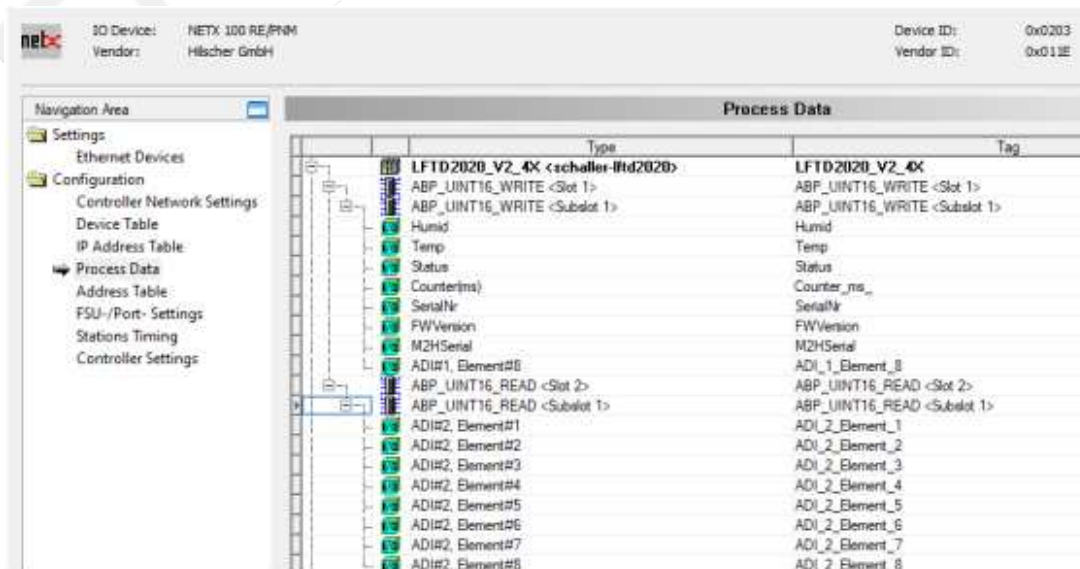 netx IO Device: NETX 100 RE/PNM Device ID: 0x0203
Vendor: Hilscher GmbH Vendor ID: 0x011E
Navigation Area
Settings
Ethernet Devices
Configuration
Controller Network Settings
Device Table
IP Address Table
Process Data
Address Table
FSU-/Port- Settings
Stations Timing
Controller Settings
Process Data
Type Tag
LFTD2020_V2_4X <schaller-lftd2020> LFTD2020_V2_4X
ABP_UINT16_WRITE <Slot 1> ABP_UINT16_WRITE <Slot 1>
ABP_UINT16_WRITE <Subslot 1> ABP_UINT16_WRITE <Subslot 1>
Humid Humid
Temp Temp
Status Status
Counter(ms) Counter_ms_
SerialNr SerialNr
FWVersion FWVersion
M2HSerial M2HSerial
ADI#1, Element#8 ADI_1_Element_8
ABP_UINT16_READ <Slot 2> ABP_UINT16_READ <Slot 2>
ABP_UINT16_READ <Subslot 1> ABP_UINT16_READ <Subslot 1>
ADI#2, Element#1 ADI_2_Element_1
ADI#2, Element#2 ADI_2_Element_2
ADI#2, Element#3 ADI_2_Element_3
ADI#2, Element#4 ADI_2_Element_4
ADI#2, Element#5 ADI_2_Element_5
ADI#2, Element#6 ADI_2_Element_6
ADI#2, Element#7 ADI_2_Element_7
ADI#2, Element#8 ADI_2_Element_8